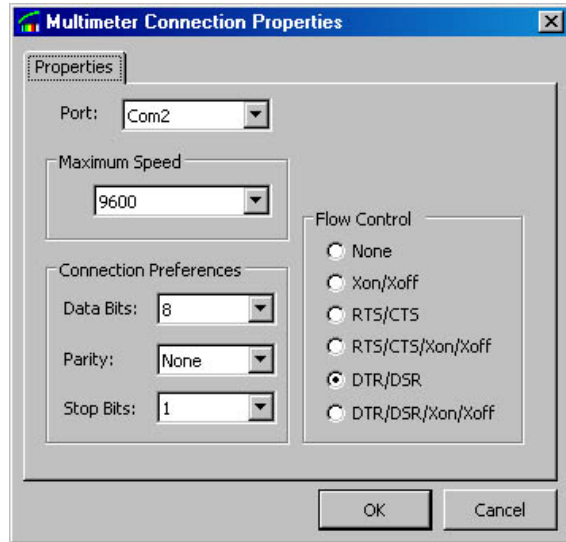 Multimeter Connection Properties
Properties
Port: Com2
Maximum Speed
9600
Connection Preferences
Data Bits: 8
Parity: None
Stop Bits: 1
Flow Control
None
Xon/Xoff
RTS/CTS
RTS/CTS/Xon/Xoff
DTR/DSR
DTR/DSR/Xon/Xoff
OK
Cancel